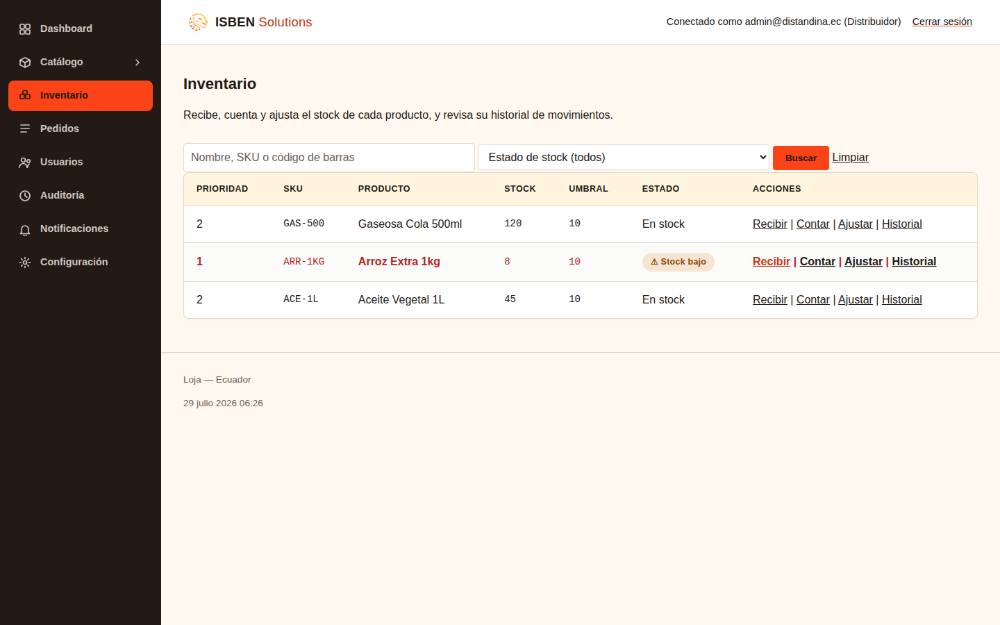 Dashboard
Catálogo
Inventario
Pedidos
Usuarios
Auditoría
Notificaciones
Configuración
ISBEN Solutions
Conectado como admin@distandina.ec (Distribuidor) Cerrar sesión
Inventario
Recibe, cuenta y ajusta el stock de cada producto, y revisa su historial de movimientos.
Nombre, SKU o código de barras Estado de stock (todos) Buscar Limpiar
PRIORIDAD SKU PRODUCTO STOCK UMBRAL ESTADO ACCIONES
2 GAS-500 Gaseosa Cola 500ml 120 10 En stock Recibir | Contar | Ajustar | Historial
1 ARR-1KG Arroz Extra 1kg 8 10 ⚠ Stock bajo Recibir | Contar | Ajustar | Historial
2 ACE-1L Aceite Vegetal 1L 45 10 En stock Recibir | Contar | Ajustar | Historial
Loja — Ecuador
29 julio 2026 06:26